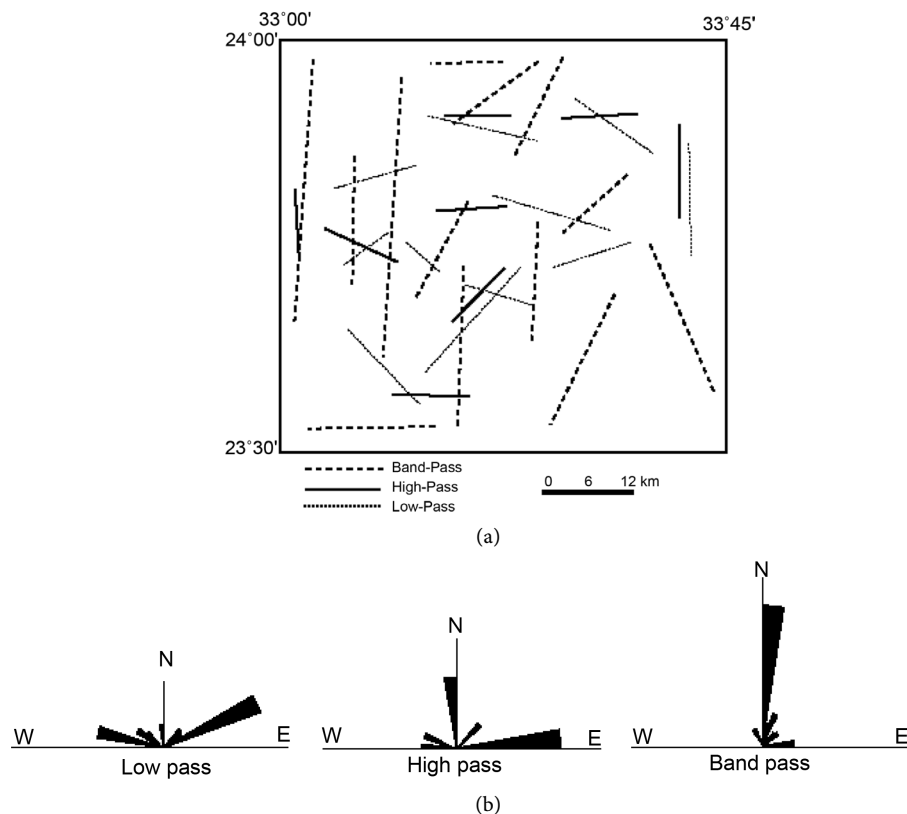 33°00' 33°45'
24°00'
23°30'
Band-Pass
High-Pass
Low-Pass
0 6 12 km
(a)
N
W E
Low pass
N
W E
High pass
N
W E
Band pass
(b)